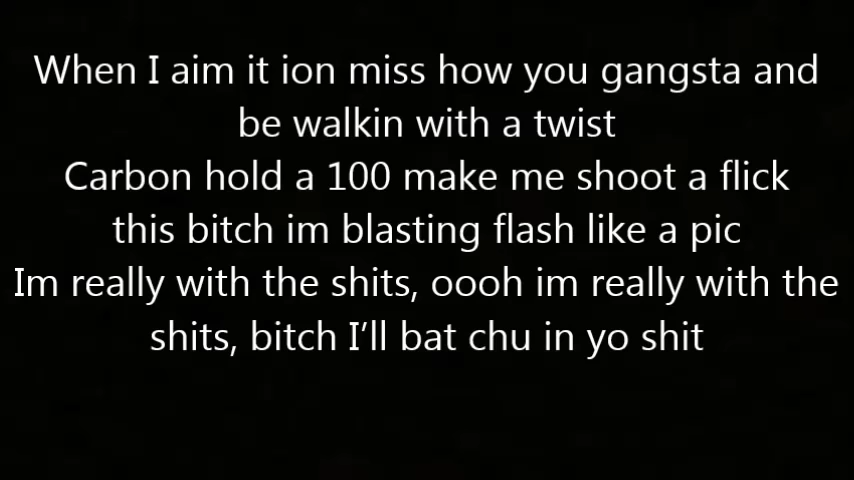 When I aim it ion miss how you gangsta and
be walkin with a twist
Carbon hold a 100 make me shoot a flick
this bitch im blasting flash like a pic
Im really with the shits, oooh im really with the
shits, bitch I’ll bat chu in yo shit